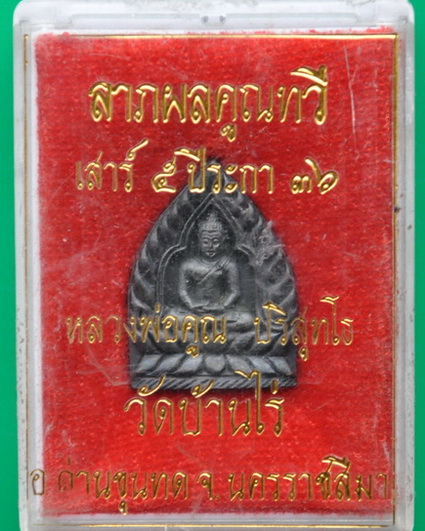 ลาภผลคูณทวี
เสาร์ ๕ ปีระกา ๓๖
หลวงพ่อคูณ ปริสุทโธ
วัดบ้านไร่
อ.ด่านขุนทด จ.นครราชสีมา